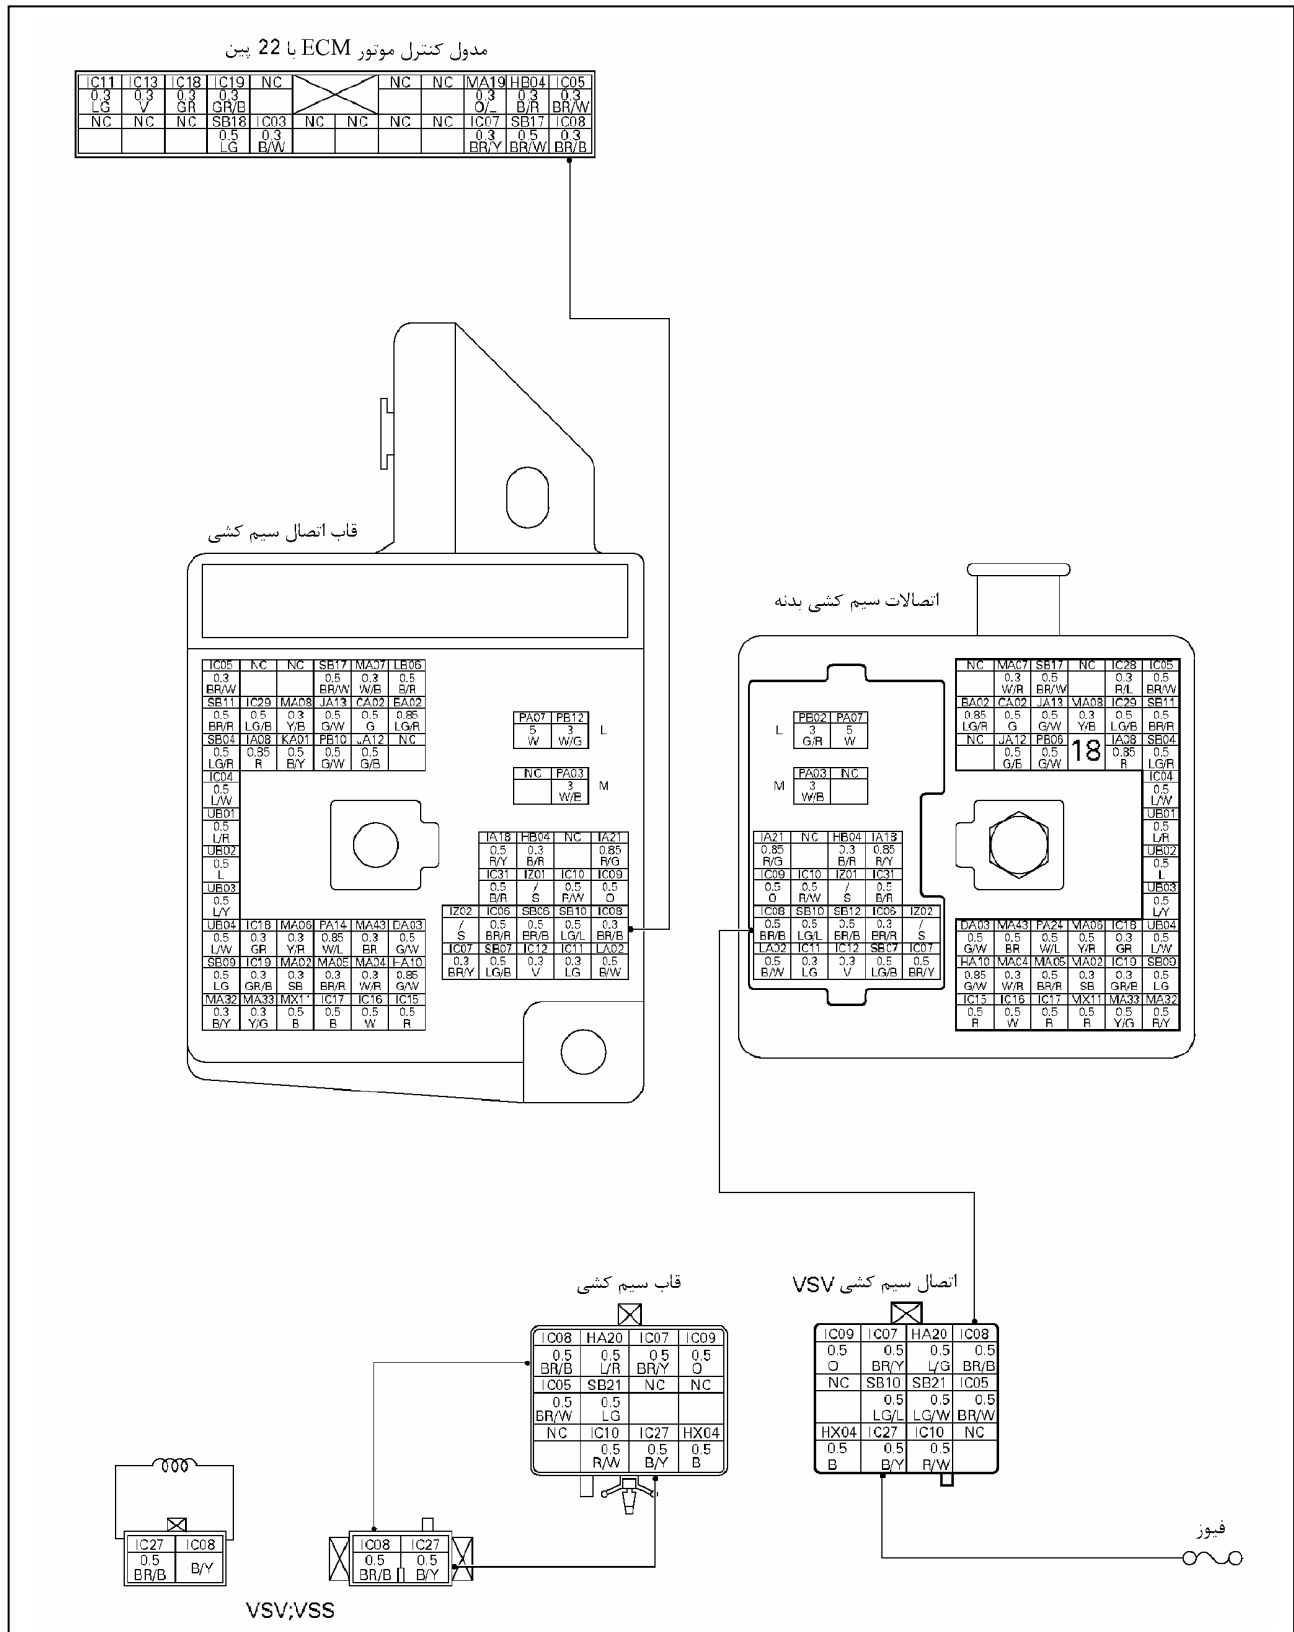 مدول کنترل موتور ECM با 22 پین
IC11 IC13 IC18 IC19 NC NC NC MA19 HB04 IC05
0.3 0.3 0.3 0.3 0.3 0.3 0.3
LG V GR GR/B O/L B/R BR/W
NC NC NC SB18 IC03 NC NC NC NC IC07 SB17 IC08
0.5 0.3 0.3 0.5 0.3
LG B/W BR/Y BR/W BR/B
قاب اتصال سیم کشی
IC05 NC NC SB17 MA07 LB06
0.3 0.5 0.3 0.5
BR/W BR/W W/B B/R
SB11 IC29 MA08 JA13 CA02 BA02
0.5 0.5 0.3 0.5 0.5 0.85
BR/R LG/B Y/B G/W G LG/R
SB04 IA08 KA01 PB10 JA12 NC
0.5 0.85 0.5 0.5 0.5
LG/R R B/Y G/W G/B
IC04
0.5
L/W
UB01
0.5
L/R
UB02
0.5
L
UB03
0.5
L/Y
UB04 IC18 MA06 PA14 MA43 DA03
0.5 0.3 0.3 0.85 0.3 0.5
L/W GR Y/R W/L BR G/W
SB09 IC19 MA02 MA05 MA04 HA10
0.5 0.3 0.3 0.3 0.3 0.85
LG GR/B SB BR/R W/R G/W
MA32 MA33 MX11 IC17 IC16 IC15
0.3 0.3 0.5 0.5 0.5 0.5
B/Y Y/G B B W R
PA07 PB12
5 3
W W/G
L
NC PA03
3
W/B
M
IA18 HB04 NC IA21
0.5 0.3 0.85
R/Y B/R R/G
IC31 IZ01 IC10 IC09
0.5 / 0.5 0.5
B/R S R/W O
IZ02 IC06 SB06 SB10 IC08
/ 0.5 0.5 0.5 0.3
S BR/R BR/B LG/L BR/B
IC07 SB07 IC12 IC11 LA02
0.3 0.5 0.3 0.3 0.5
BR/Y LG/B V LG B/W
اتصالات سیم کشی بدنه
L
PB02 PA07
3 5
G/R W
M
PA03 NC
3
W/B
IA21 NC HB04 IA18
0.85 0.3 0.85
R/G B/R R/Y
IC09 IC10 IZ01 IC31
0.5 0.5 / 0.5
O R/W S B/R
IC08 SB10 SB12 IC06 IZ02
0.5 0.5 0.5 0.3 /
BR/B LG/L BR/B BR/R S
LA02 IC11 IC12 SB07 IC07
0.5 0.3 0.3 0.5 0.5
B/W LG V LG/B BR/Y
NC MA07 SB17 NC IC28 IC05
0.3 0.5 0.3 0.5
W/R BR/W R/L BR/W
BA02 CA02 JA13 MA08 IC29 SB11
0.85 0.5 0.5 0.3 0.5 0.5
LG/R G G/W Y/B LG/B BR/R
NC JA12 PB06 18 IA08 SB04
0.5 0.5 0.85 0.5
G/B G/W R LG/R
IC04
0.5
L/W
UB01
0.5
L/R
UB02
0.5
L
UB03
0.5
L/Y
DA03 MA43 PA24 MA06 IC18 UB04
0.5 0.5 0.5 0.3 0.3 0.5
G/W BR W/L Y/R GR L/W
HA10 MA04 MA05 MA02 IC19 SB09
0.85 0.3 0.5 0.3 0.3 0.5
G/W W/R BR/R SB GR/B LG
IC15 IC16 IC17 MX11 MA33 MA32
0.5 0.5 0.5 0.5 0.5 0.5
R W B B Y/G B/Y
قاب سیم کشی
IC08 HA20 IC07 IC09
0.5 0.5 0.5 0.5
BR/B L/R BR/Y O
IC05 SB21 NC NC
0.5 0.5
BR/W LG
NC IC10 IC27 HX04
0.5 0.5 0.5
R/W B/Y B
اتصال سیم کشی VSV
IC09 IC07 HA20 IC08
0.5 0.5 0.5 0.5
O BR/Y L/G BR/B
NC SB10 SB21 IC05
0.5 0.5 0.5
LG/L LG/W BR/W
HX04 IC27 IC10 NC
0.5 0.5 0.5
B B/Y R/W
فیوز
IC27 IC08
0.5
BR/B B/Y
IC08 IC27
0.5 0.5
BR/B B/Y
VSV;VSS